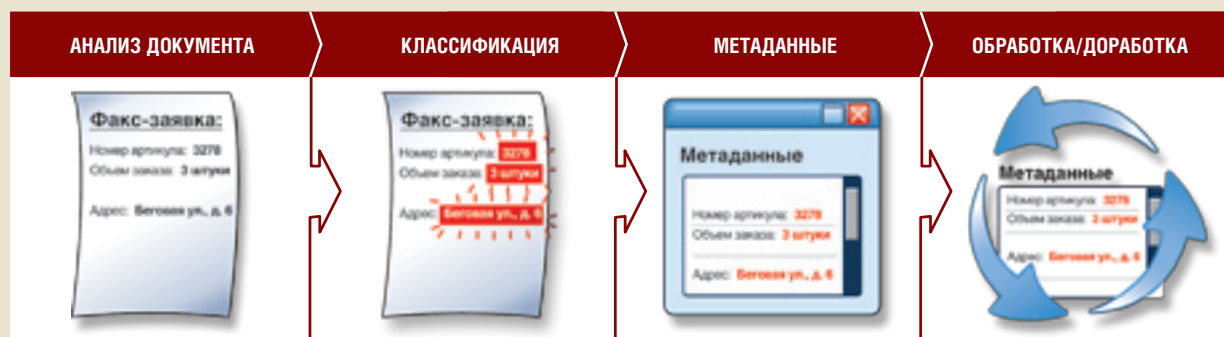 АНАЛИЗ ДОКУМЕНТА
КЛАССИФИКАЦИЯ
МЕТАДАННЫЕ
ОБРАБОТКА/ДОРАБОТКА
Факс-заявка:
Номер артикула: 3278
Объем заказа: 3 штуки
Адрес: Беговая ул., д. 6
Факс-заявка:
Номер артикула: 3278
Объем заказа: 3 штуки
Адрес: Беговая ул., д. 6
Метаданные
Номер артикула: 3278
Объем заказа: 3 штуки
Адрес: Беговая ул., д. 6
Метаданные
Номер артикула: 3278
Объем заказа: 3 штуки
Адрес: Беговая ул., д. 6